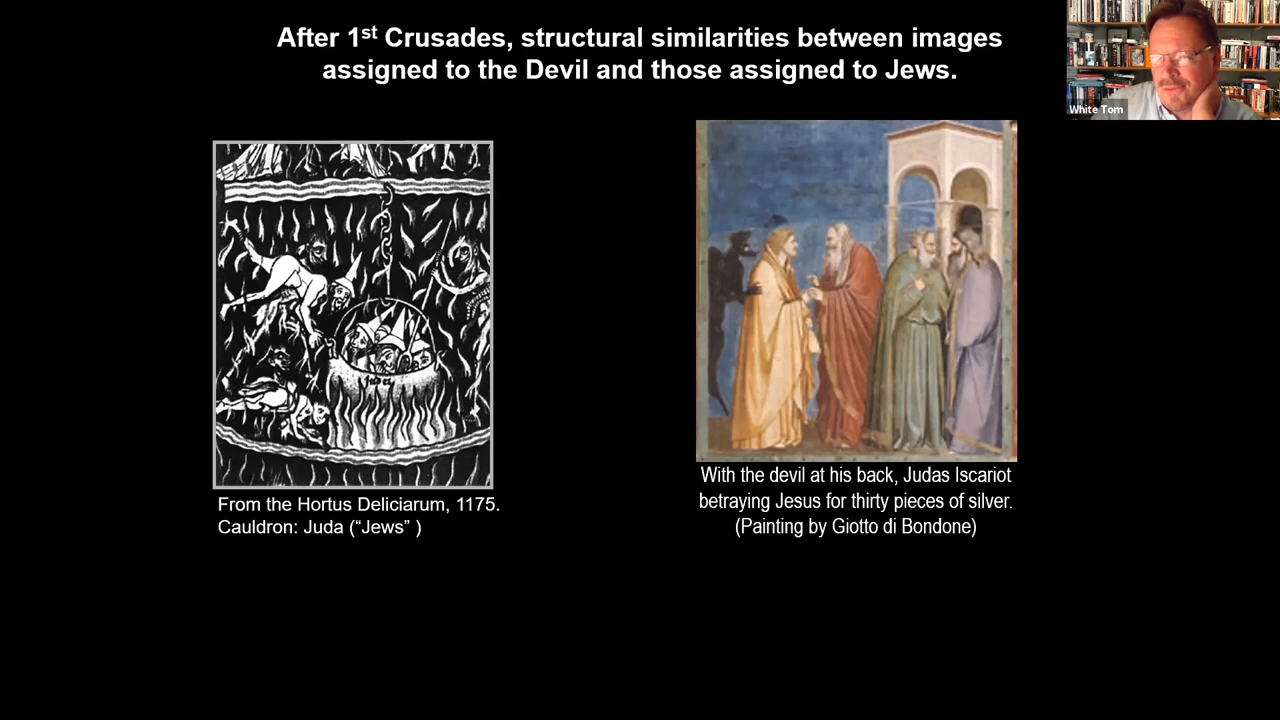 After 1st Crusades, structural similarities between images
assigned to the Devil and those assigned to Jews.
White Tom
From the Hortus Deliciarum, 1175.
Cauldron: Juda (“Jews” )
With the devil at his back, Judas Iscariot
betraying Jesus for thirty pieces of silver.
(Painting by Giotto di Bondone)